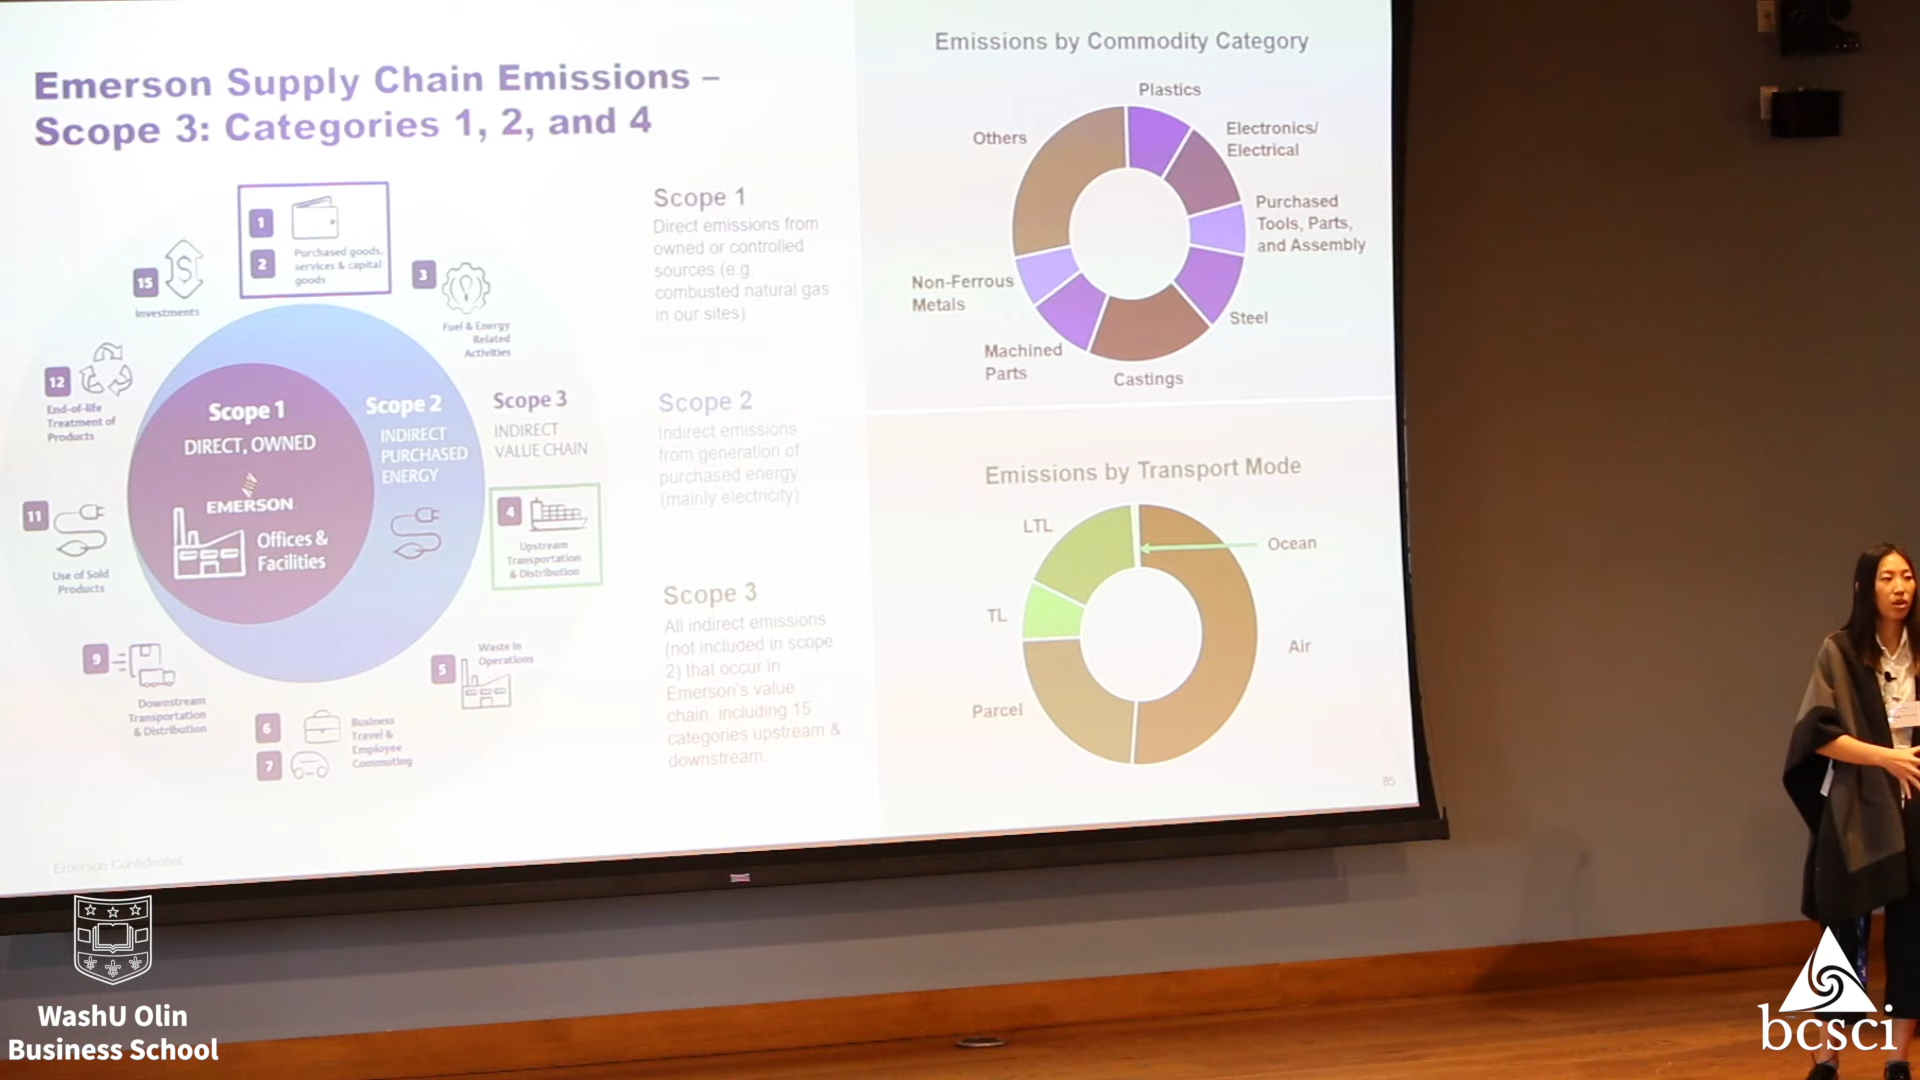 Emerson Supply Chain Emissions –
Scope 3: Categories 1, 2, and 4
1
2
Purchased goods,
services & capital
goods
3
Fuel & Energy
Related
Activities
15
Investments
12
End-of-life
Treatment of
Products
11
Use of Sold
Products
9
Downstream
Transportation
& Distribution
6
7
Business
Travel &
Employee
Commuting
5
Waste in
Operations
4
Upstream
Transportation
& Distribution
Scope 1
DIRECT, OWNED
EMERSON
Offices &
Facilities
Scope 2
INDIRECT
PURCHASED
ENERGY
Scope 3
INDIRECT
VALUE CHAIN
Scope 1
Direct emissions from
owned or controlled
sources (e.g.
combusted natural gas
in our sites)
Scope 2
Indirect emissions
from generation of
purchased energy
(mainly electricity)
Scope 3
All indirect emissions
(not included in scope
2) that occur in
Emerson's value
chain, including 15
categories upstream &
downstream.
Emissions by Commodity Category
Plastics
Electronics/
Electrical
Purchased
Tools, Parts,
and Assembly
Steel
Castings
Machined
Parts
Non-Ferrous
Metals
Others
Emissions by Transport Mode
LTL
Ocean
TL
Air
Parcel
85
Emerson Confidential
WashU Olin
Business School
bcsci